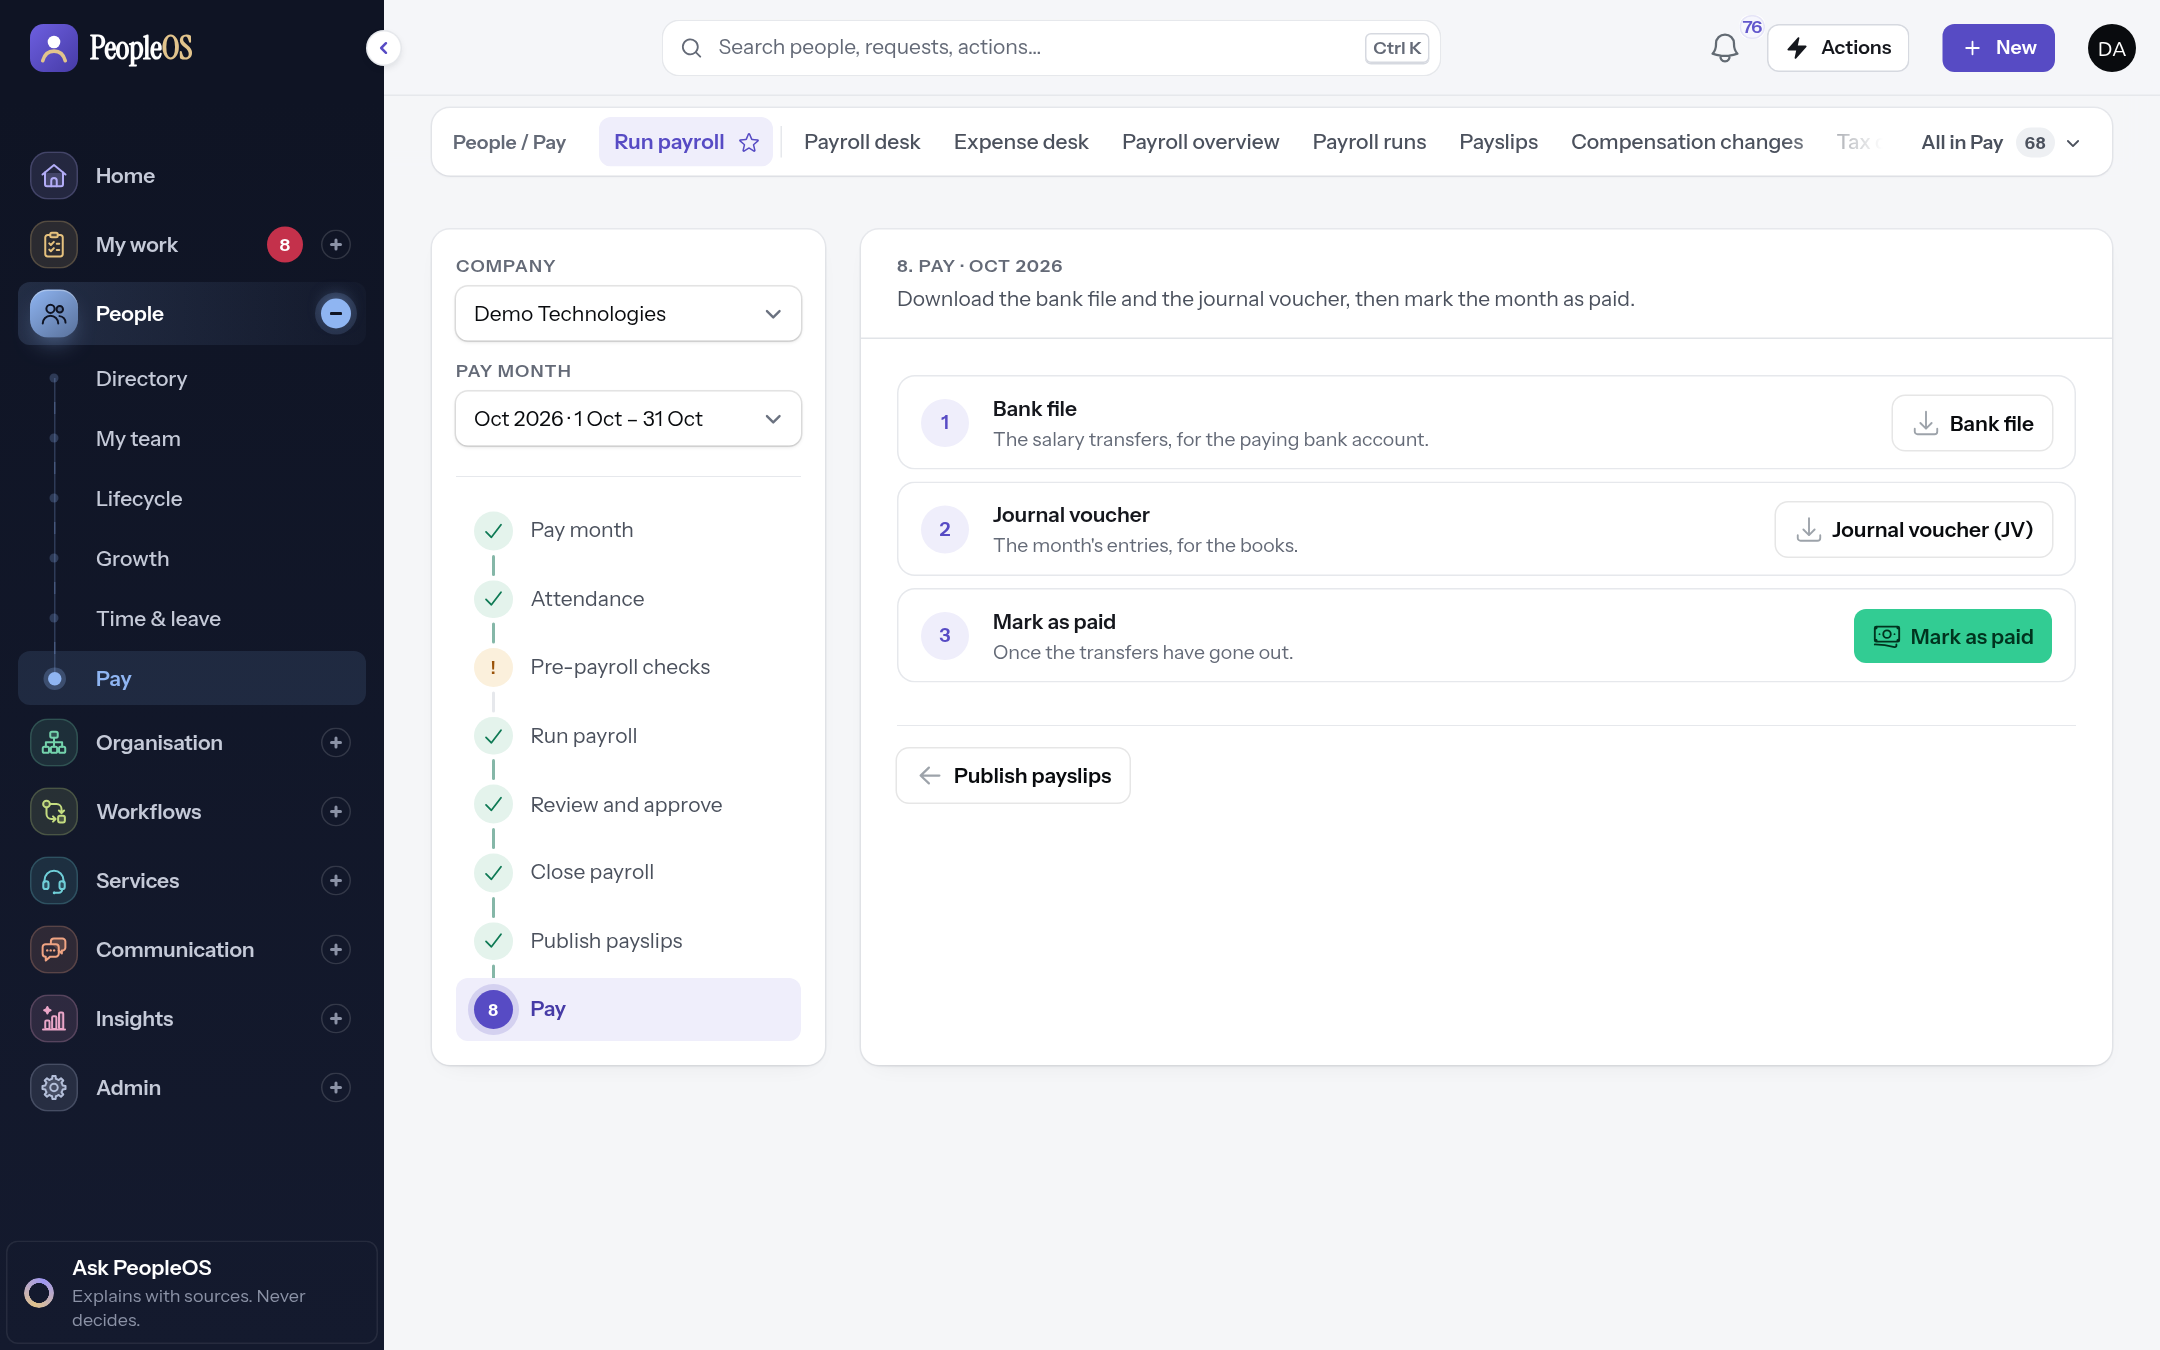 PeopleOS
Search people, requests, actions...
Ctrl K
76
Actions
New
DA
Home
My work
8
People
Directory
My team
Lifecycle
Growth
Time & leave
Pay
Organisation
Workflows
Services
Communication
Insights
Admin
Ask PeopleOS
Explains with sources. Never
decides.
People / Pay
Run payroll
Payroll desk
Expense desk
Payroll overview
Payroll runs
Payslips
Compensation changes
Tax
All in Pay
68
COMPANY
Demo Technologies
PAY MONTH
Oct 2026 · 1 Oct – 31 Oct
Pay month
Attendance
! Pre-payroll checks
Run payroll
Review and approve
Close payroll
Publish payslips
8 Pay
8. PAY · OCT 2026
Download the bank file and the journal voucher, then mark the month as paid.
1
Bank file
The salary transfers, for the paying bank account.
Bank file
2
Journal voucher
The month's entries, for the books.
Journal voucher (JV)
3
Mark as paid
Once the transfers have gone out.
Mark as paid
Publish payslips